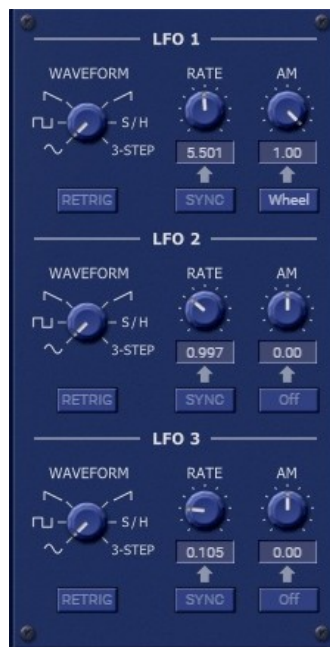 LFO 1
WAVEFORM RATE AM
S/H
3-STEP
5.501 1.00
RETRIG SYNC Wheel
LFO 2
WAVEFORM RATE AM
S/H
3-STEP
0.997 0.00
RETRIG SYNC Off
LFO 3
WAVEFORM RATE AM
S/H
3-STEP
0.105 0.00
RETRIG SYNC Off